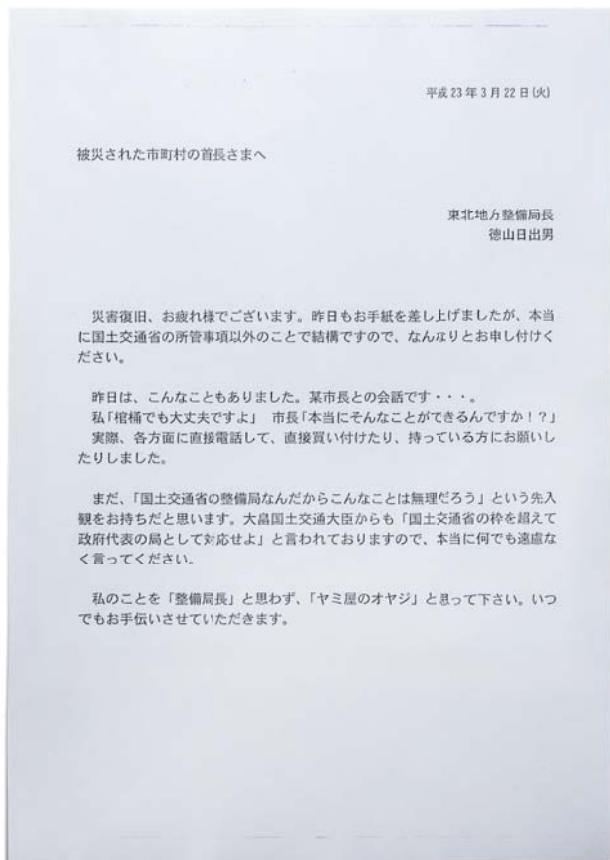 平成23年3月22日(火)
被災された市町村の首長さまへ
東北地方整備局長
徳山日出男
災害復旧、お疲れ様でございます。昨日もお手紙を差し上げましたが、本当
に国土交通省の所管事項以外のことで結構ですので、なんなりとお申し付けく
ださい。
昨日は、こんなこともありました。某市長との会話です・・・。
私「棺桶でも大丈夫ですよ」 市長「本当にそんなことができるんですか！？」
実際、各方面に直接電話して、直接買い付けたり、持っている方にお願いし
たりしました。
まだ、「国土交通省の整備局なんだからこんなことは無理だろう」という先入
観をお持ちだと思います。大畠国土交通大臣からも「国土交通省の枠を超えて
政府代表の局として対応せよ」と言われておりますので、本当に何でも遠慮な
く言ってください。
私のことを「整備局長」と思わず、「ヤミ屋のオヤジ」と思って下さい。いつ
でもお手伝いさせていただきます。